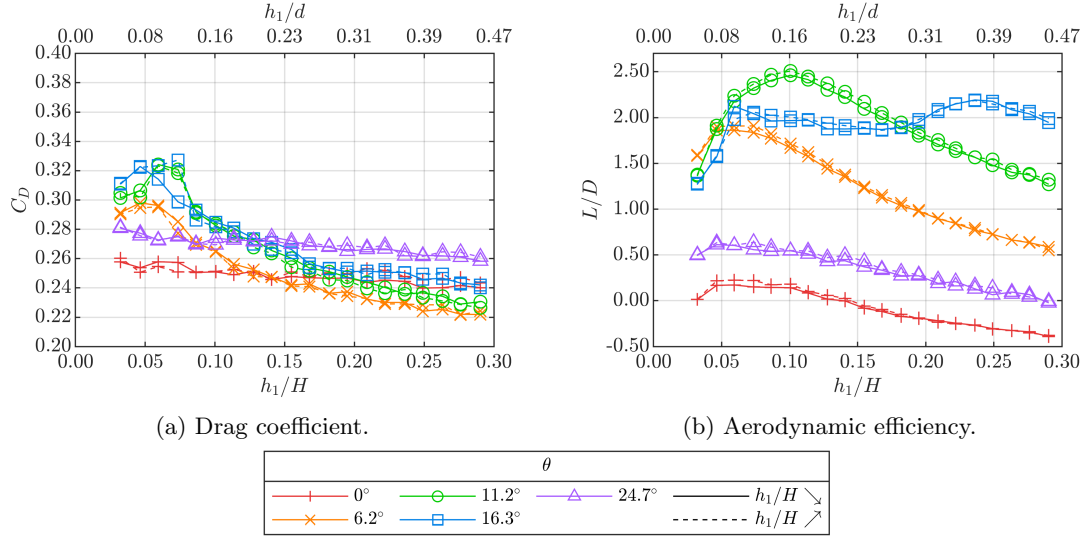 h₁/d
0.00 0.08 0.16 0.23 0.31 0.39 0.47
0.40
0.38
0.36
0.34
0.32
0.30
0.28
0.26
0.24
0.22
0.20
C_D
0.00 0.05 0.10 0.15 0.20 0.25 0.30
h₁/H
(a) Drag coefficient.
h₁/d
0.00 0.08 0.16 0.23 0.31 0.39 0.47
2.50
2.00
1.50
1.00
0.50
0.00
-0.50
L/D
0.00 0.05 0.10 0.15 0.20 0.25 0.30
h₁/H
(b) Aerodynamic efficiency.
θ
0° 11.2° 24.7° h₁/H ↘
6.2° 16.3° h₁/H ↗